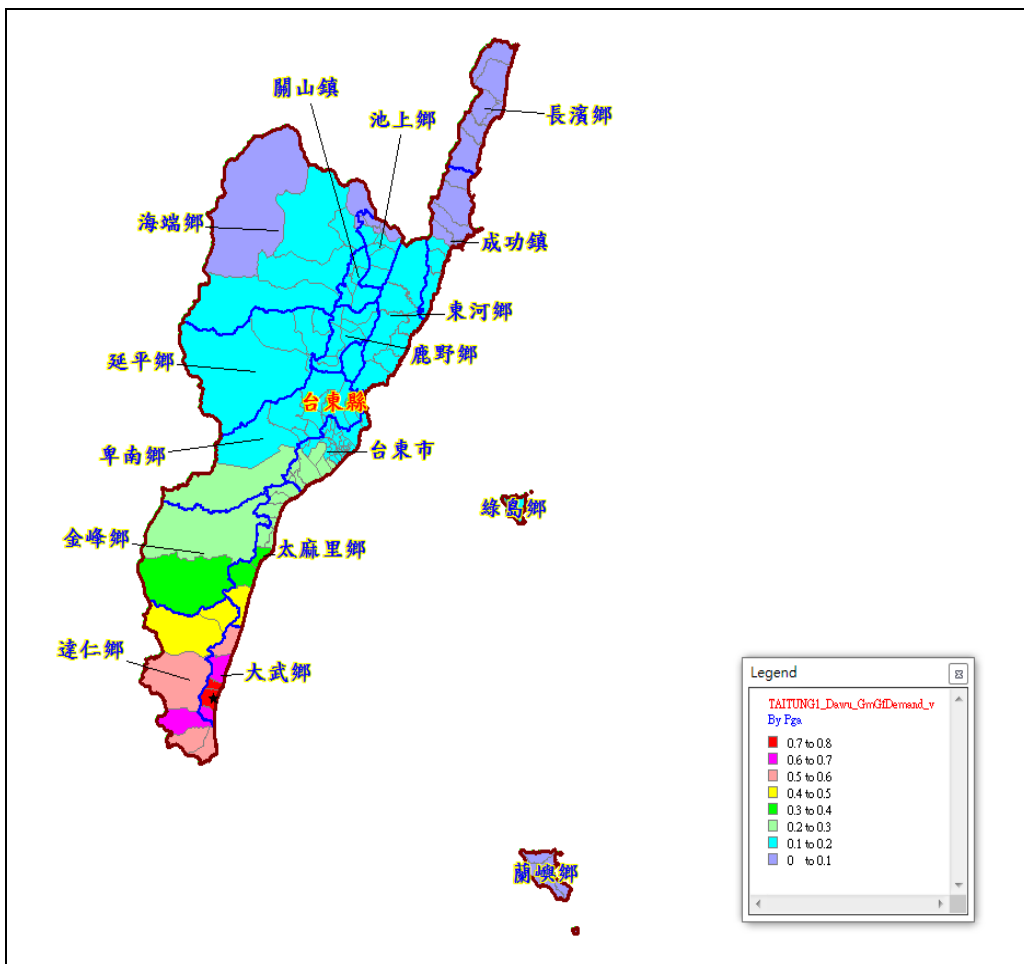 關山鎮
池上鄉
長濱鄉
海端鄉
成功鎮
東河鄉
鹿野鄉
延平鄉
台東縣
台東市
卑南鄉
綠島鄉
金峰鄉
太麻里鄉
達仁鄉
大武鄉
蘭嶼鄉
Legend
TAITUNG1_Dawu_GmGfDemand_v
By Pga
0.7 to 0.8
0.6 to 0.7
0.5 to 0.6
0.4 to 0.5
0.3 to 0.4
0.2 to 0.3
0.1 to 0.2
0 to 0.1